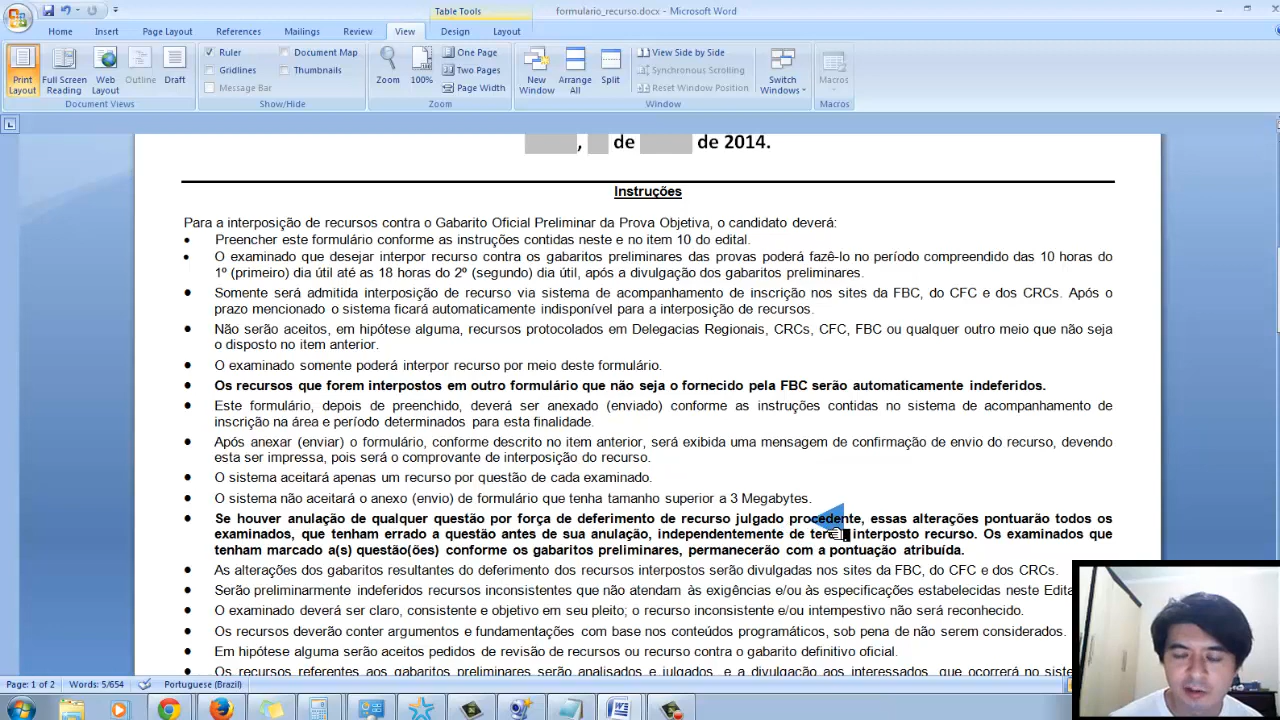 Table Tools
formulario_recurso.docx - Microsoft Word
Home Insert Page Layout References Mailings Review View Design Layout
Print Layout
Full Screen Reading
Web Layout
Outline
Draft
Document Views
Ruler
Gridlines
Message Bar
Document Map
Thumbnails
Show/Hide
Zoom
100%
One Page
Two Pages
Page Width
Zoom
New Window
Arrange All
Split
View Side by Side
Synchronous Scrolling
Reset Window Position
Switch Windows
Window
Macros
Macros
, de de 2014.
Instruções
Para a interposição de recursos contra o Gabarito Oficial Preliminar da Prova Objetiva, o candidato deverá:
• Preencher este formulário conforme as instruções contidas neste e no item 10 do edital.
• O examinado que desejar interpor recurso contra os gabaritos preliminares das provas poderá fazê-lo no período compreendido das 10 horas do
1º (primeiro) dia útil até as 18 horas do 2º (segundo) dia útil, após a divulgação dos gabaritos preliminares.
• Somente será admitida interposição de recurso via sistema de acompanhamento de inscrição nos sites da FBC, do CFC e dos CRCs. Após o
prazo mencionado o sistema ficará automaticamente indisponível para a interposição de recursos.
• Não serão aceitos, em hipótese alguma, recursos protocolados em Delegacias Regionais, CRCs, CFC, FBC ou qualquer outro meio que não seja
o disposto no item anterior.
• O examinado somente poderá interpor recurso por meio deste formulário.
• Os recursos que forem interpostos em outro formulário que não seja o fornecido pela FBC serão automaticamente indeferidos.
• Este formulário, depois de preenchido, deverá ser anexado (enviado) conforme as instruções contidas no sistema de acompanhamento de
inscrição na área e período determinados para esta finalidade.
• Após anexar (enviar) o formulário, conforme descrito no item anterior, será exibida uma mensagem de confirmação de envio do recurso, devendo
esta ser impressa, pois será o comprovante de interposição do recurso.
• O sistema aceitará apenas um recurso por questão de cada examinado.
• O sistema não aceitará o anexo (envio) de formulário que tenha tamanho superior a 3 Megabytes.
• Se houver anulação de qualquer questão por força de deferimento de recurso julgado procedente, essas alterações pontuarão todos os
examinados, que tenham errado a questão antes de sua anulação, independentemente de interposto recurso. Os examinados que
tenham marcado a(s) questão(ões) conforme os gabaritos preliminares, permanecerão com a pontuação atribuída.
• As alterações dos gabaritos resultantes do deferimento dos recursos interpostos serão divulgadas nos sites da FBC, do CFC e dos CRCs.
• Serão preliminarmente indeferidos recursos inconsistentes que não atendam às exigências e/ou às especificações estabelecidas neste Edita
• O examinado deverá ser claro, consistente e objetivo em seu pleito; o recurso inconsistente e/ou intempestivo não será reconhecido.
• Os recursos deverão conter argumentos e fundamentações com base nos conteúdos programáticos, sob pena de não serem considerados.
• Em hipótese alguma serão aceitos pedidos de revisão de recursos ou recurso contra o gabarito definitivo oficial.
• Os recursos referentes aos gabaritos preliminares serão analisados e julgados, e a divulgação aos interessados, que ocorrerá no sistema
Page: 1 of 2 Words: 5/654 Portuguese (Brazil)